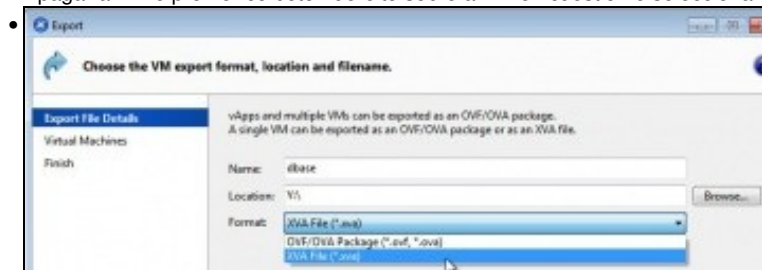 Export
Choose the VM export format, location and filename.
Export File Details
Virtual Machines
Finish
vApps and multiple VMs can be exported as an OVF/OVA package.
A single VM can be exported as an OVF/OVA package or as an XVA file.
Name: dbase
Location: Y:\
Browse...
Format: XVA File (*.xva)
OVF/OVA Package (*.ovf, *.ova)
XVA File (*.xva)